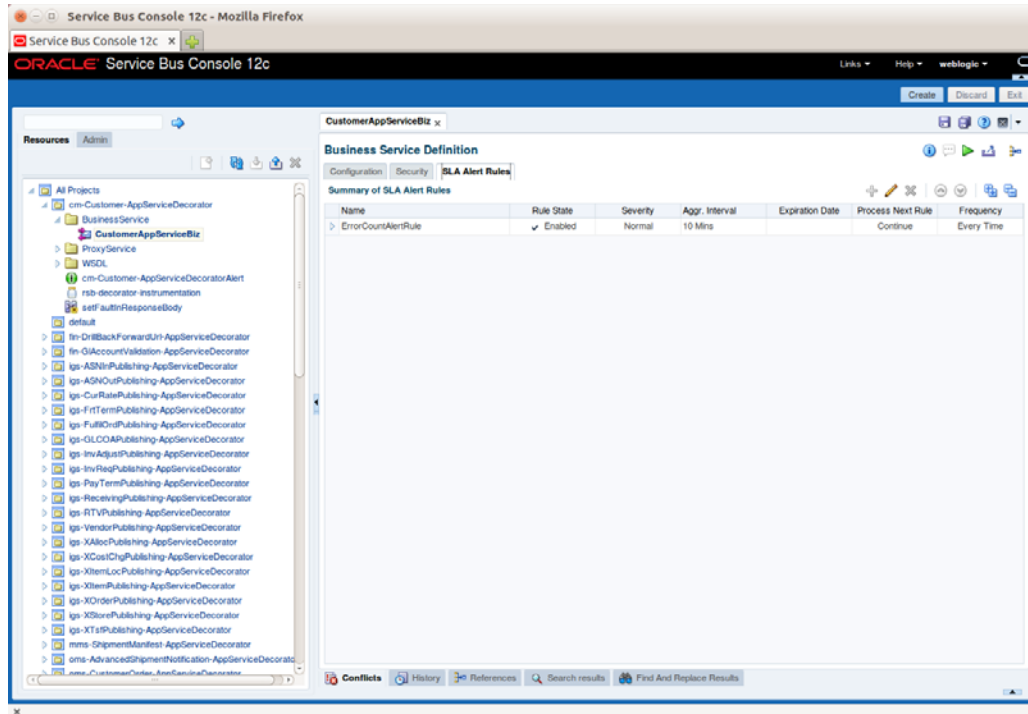 Service Bus Console 12c - Mozilla Firefox
Service Bus Console 12c
ORACLE Service Bus Console 12c
Links Help weblogic
Create Discard Exit
Resources Admin
All Projects
cm-Customer-AppServiceDecorator
BusinessService
CustomerAppServiceBiz
ProxyService
WSDL
cm-Customer-AppServiceDecoratorAlert
rsb-decorator-instrumentation
setFaultInResponseBody
default
fin-DrillBackForwardUrl-AppServiceDecorator
fin-GlAccountValidation-AppServiceDecorator
igs-ASNInPublishing-AppServiceDecorator
igs-ASNOutPublishing-AppServiceDecorator
igs-CurRatePublishing-AppServiceDecorator
igs-FrtTermPublishing-AppServiceDecorator
igs-FulfilOrdPublishing-AppServiceDecorator
igs-GLCOAPublishing-AppServiceDecorator
igs-InvAdjustPublishing-AppServiceDecorator
igs-InvReqPublishing-AppServiceDecorator
igs-PayTermPublishing-AppServiceDecorator
igs-ReceivingPublishing-AppServiceDecorator
igs-RTVPublishing-AppServiceDecorator
igs-VendorPublishing-AppServiceDecorator
igs-XAllocPublishing-AppServiceDecorator
igs-XCostChgPublishing-AppServiceDecorator
igs-XItemLocPublishing-AppServiceDecorator
igs-XItemPublishing-AppServiceDecorator
igs-XOrderPublishing-AppServiceDecorator
igs-XStorePublishing-AppServiceDecorator
igs-XTsfPublishing-AppServiceDecorator
mms-ShipmentManifest-AppServiceDecorator
oms-AdvancedShipmentNotification-AppServiceDecorato
oms-CustomerOrder-AppServiceDecorator
CustomerAppServiceBiz
Business Service Definition
Configuration Security SLA Alert Rules
Summary of SLA Alert Rules
Name Rule State Severity Aggr. Interval Expiration Date Process Next Rule Frequency
ErrorCountAlertRule Enabled Normal 10 Mins Continue Every Time
Conflicts History References Search results Find And Replace Results